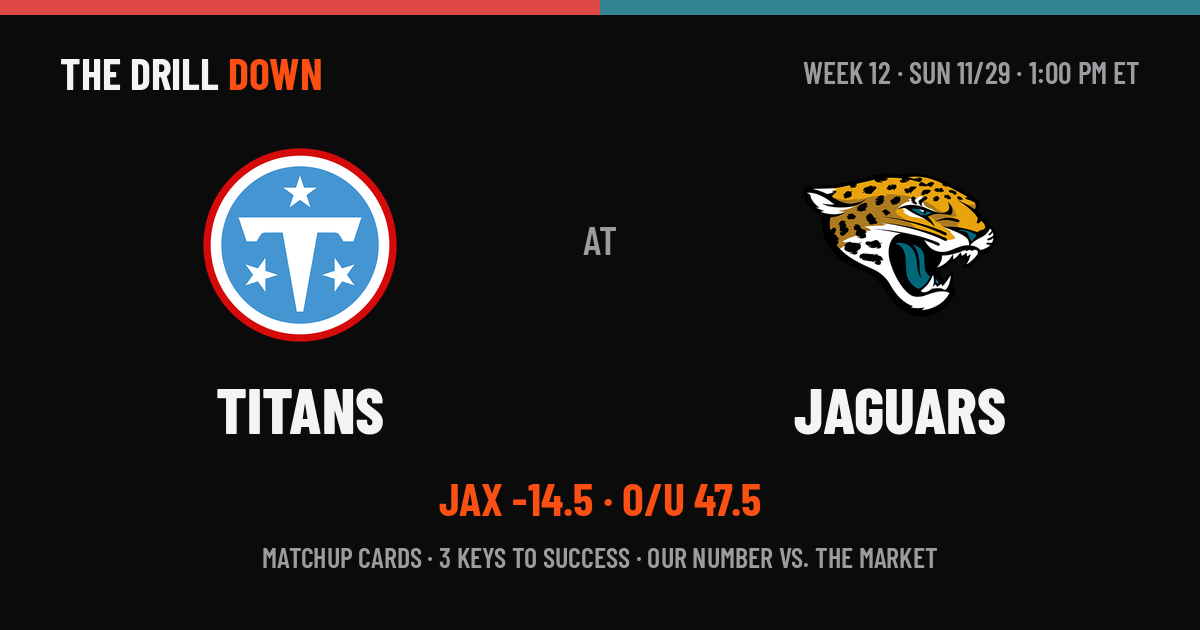 THE DRILL DOWN
WEEK 12 · SUN 11/29 · 1:00 PM ET
T
AT
TITANS
JAGUARS
JAX -14.5 · O/U 47.5
MATCHUP CARDS · 3 KEYS TO SUCCESS · OUR NUMBER VS. THE MARKET